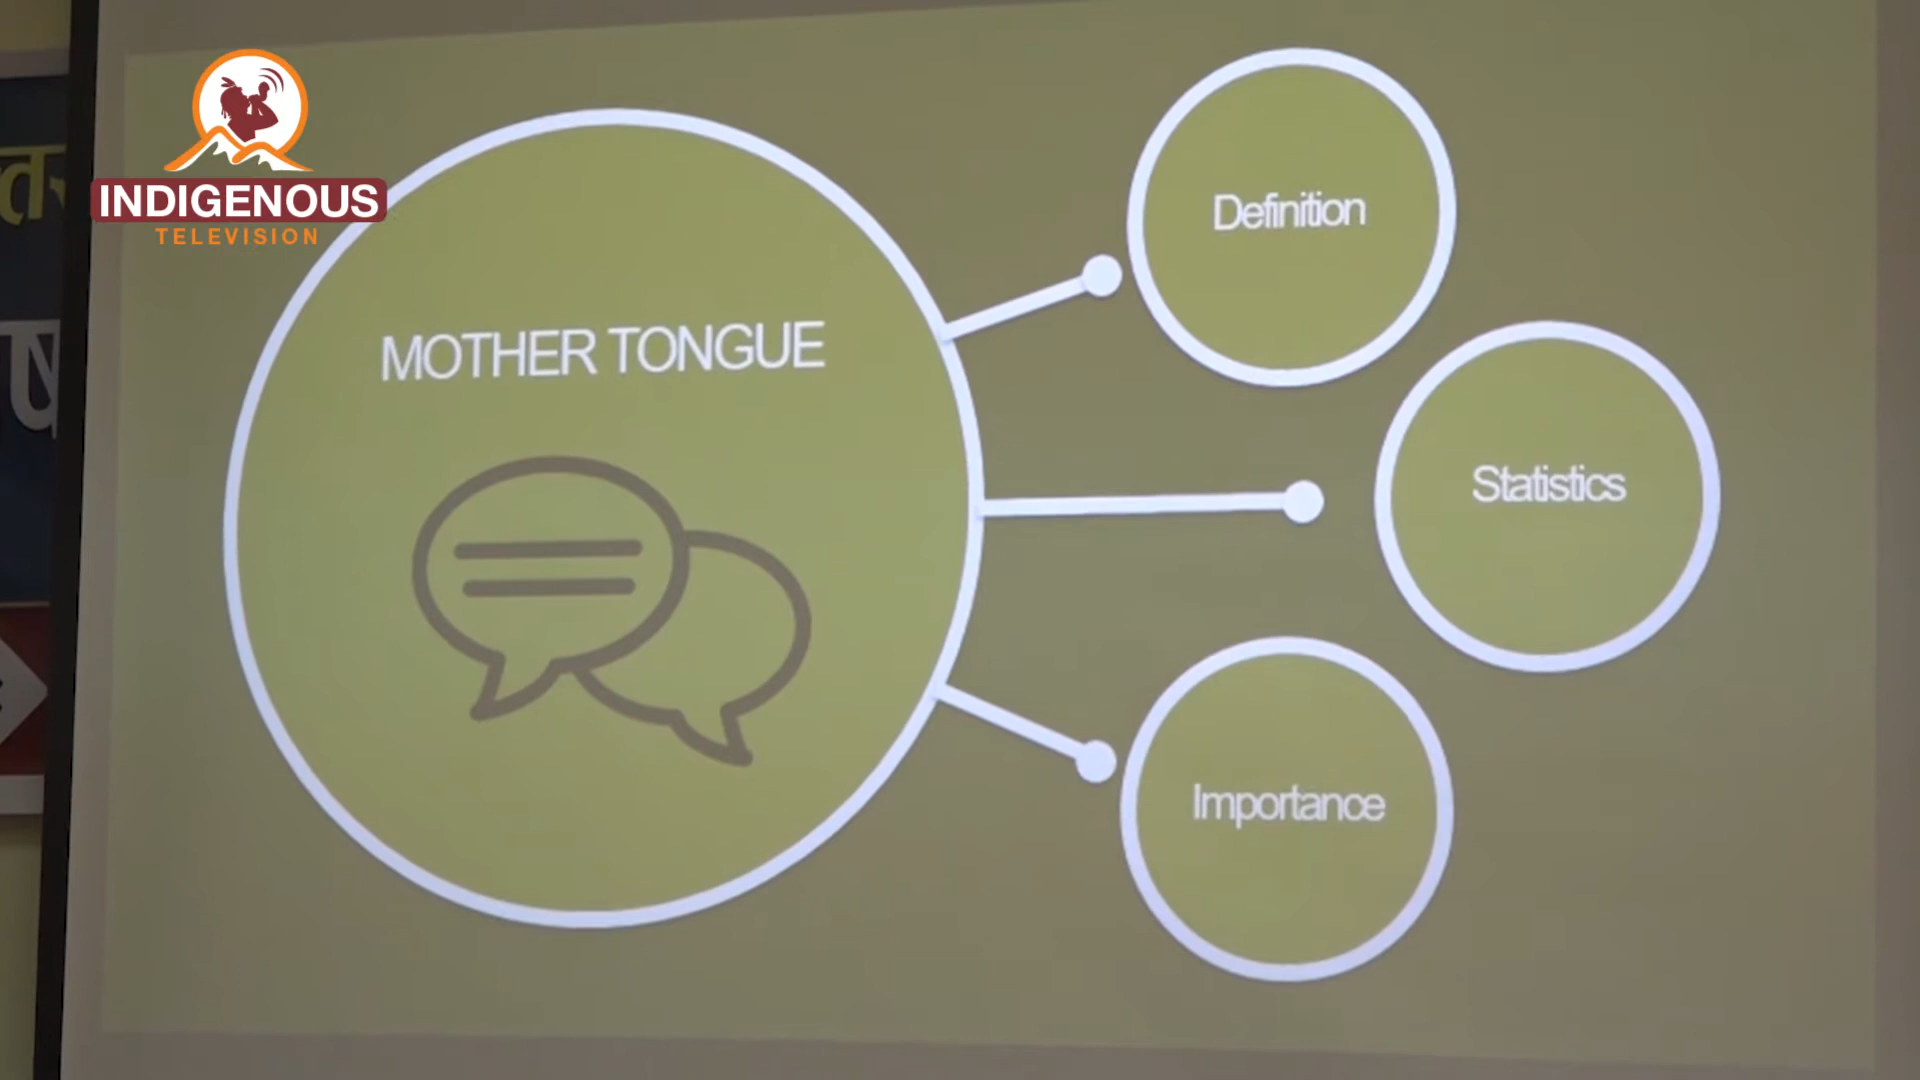 INDIGENOUS
TELEVISION
MOTHER TONGUE
Definition
Statistics
Importance